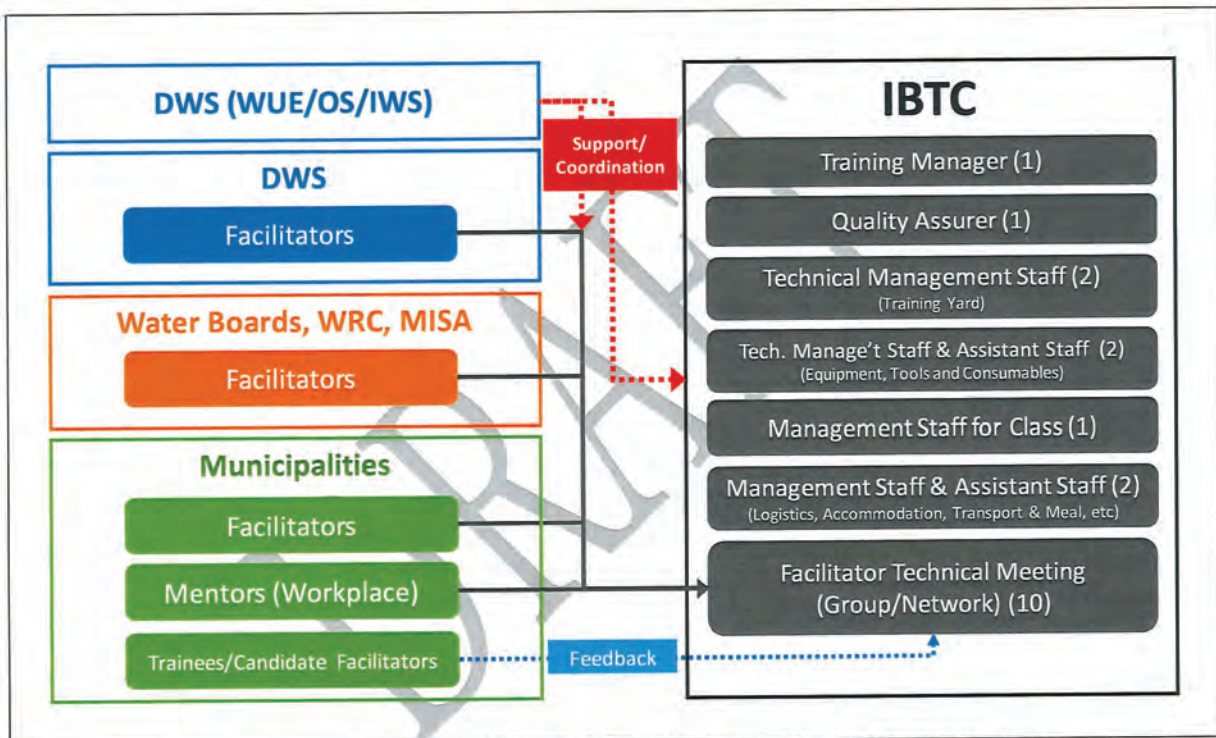 DWS (WUE/OS/IWS)
DWS
Facilitators
Water Boards, WRC, MISA
Facilitators
Municipalities
Facilitators
Mentors (Workplace)
Trainees/Candidate Facilitators
Support/
Coordination
Feedback
IBTC
Training Manager (1)
Quality Assurer (1)
Technical Management Staff (2)
(Training Yard)
Tech. Manage't Staff & Assistant Staff (2)
(Equipment, Tools and Consumables)
Management Staff for Class (1)
Management Staff & Assistant Staff (2)
(Logistics, Accommodation, Transport & Meal, etc)
Facilitator Technical Meeting
(Group/Network) (10)
DRAFT